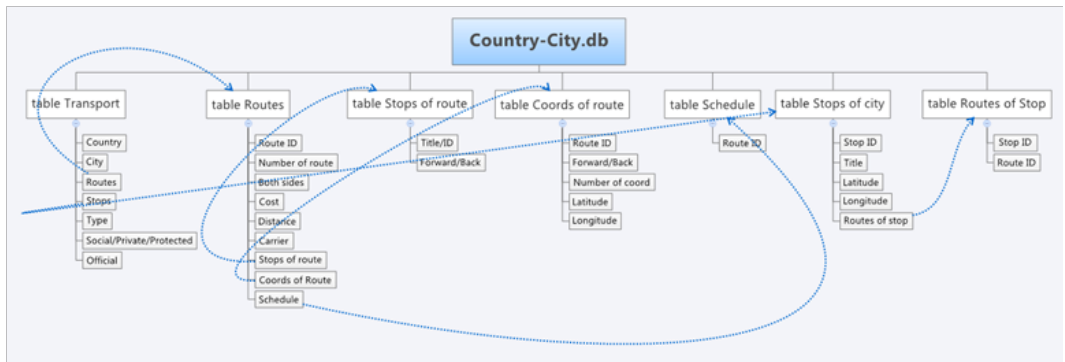 Country-City.db
table Transport
Country
City
Routes
Stops
Type
Social/Private/Protected
Official
table Routes
Route ID
Number of route
Both sides
Cost
Distance
Carrier
Stops of route
Coords of Route
Schedule
table Stops of route
Title/ID
Forward/Back
table Coords of route
Route ID
Forward/Back
Number of coord
Latitude
Longitude
table Schedule
Route ID
table Stops of city
Stop ID
Title
Latitude
Longitude
Routes of stop
table Routes of Stop
Stop ID
Route ID